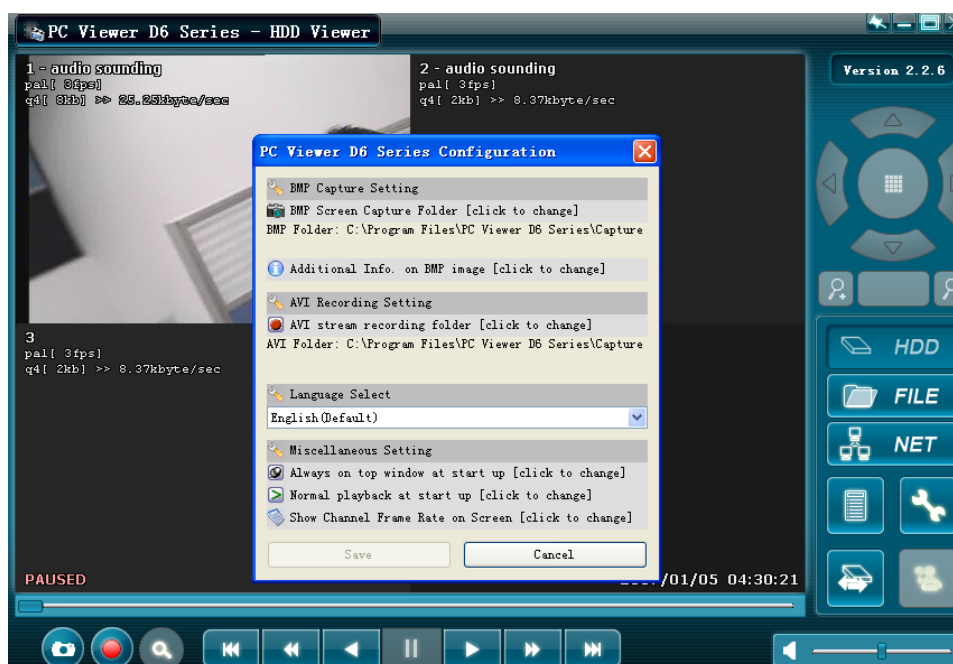 PC Viewer D6 Series - HDD Viewer
1 - audio sounding
pal[ 3fps]
q4[ 8kb] >> 25.25kbyte/sec
2 - audio sounding
pal[ 3fps]
q4[ 2kb] >> 8.37kbyte/sec
Version 2.2.6
PC Viewer D6 Series Configuration
BMP Capture Setting
BMP Screen Capture Folder [click to change]
BMP Folder: C:\Program Files\PC Viewer D6 Series\Capture
Additional Info. on BMP image [click to change]
AVI Recording Setting
AVI stream recording folder [click to change]
AVI Folder: C:\Program Files\PC Viewer D6 Series\Capture
Language Select
English(Default)
Miscellaneous Setting
Always on top window at start up [click to change]
Normal playback at start up [click to change]
Show Channel Frame Rate on Screen [click to change]
Save
Cancel
3
pal[ 3fps]
q4[ 2kb] >> 8.37kbyte/sec
HDD
FILE
NET
PAUSED
/01/05 04:30:21